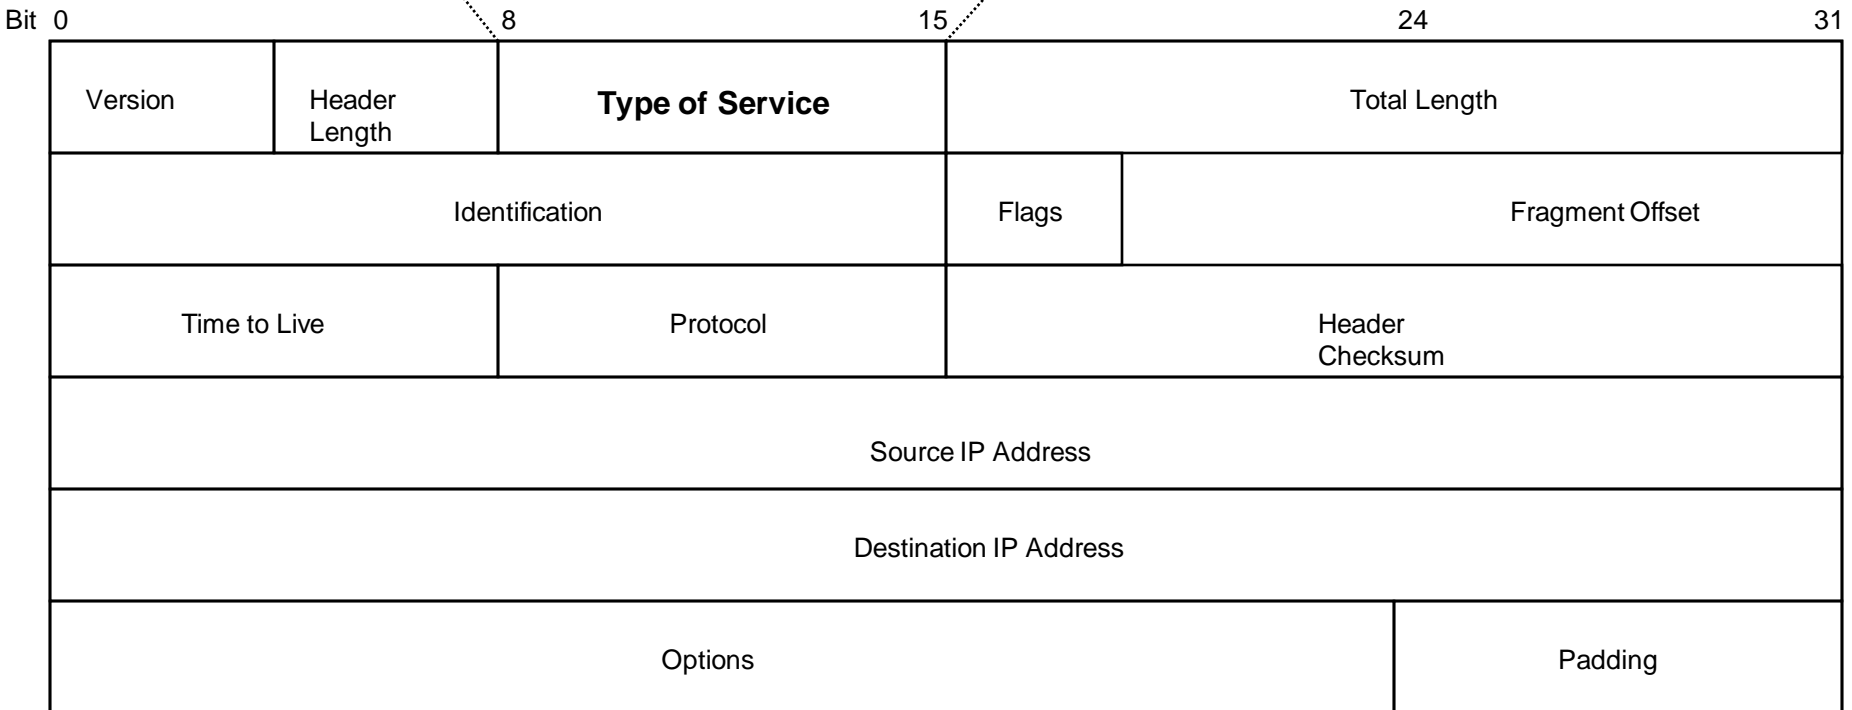 Bit 0 8 15 24 31
Version Header Type of Service Total Length
Length
Identification Flags Fragment Offset
Time to Live Protocol Header
Checksum
Source IP Address
Destination IP Address
Options Padding